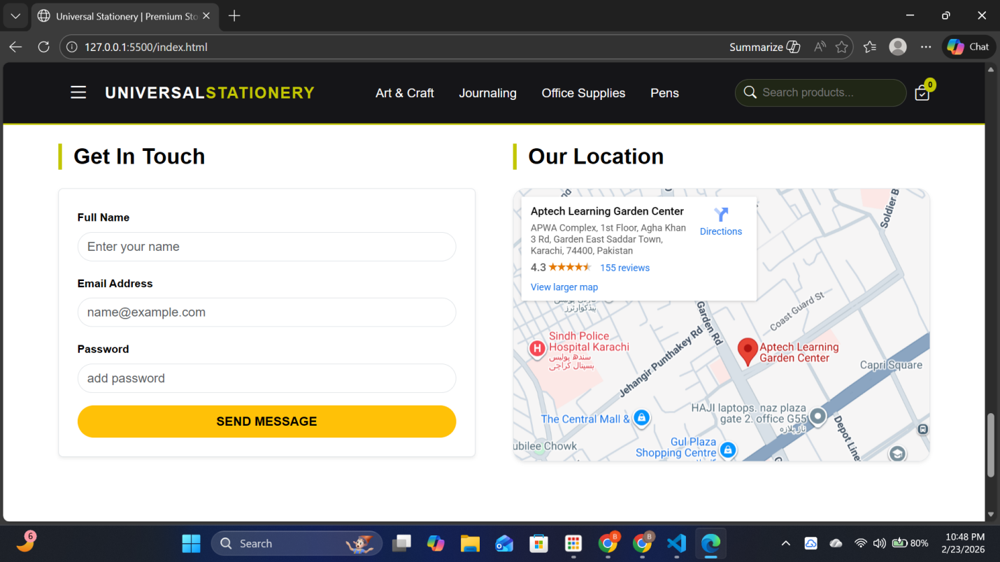 Universal Stationery | Premium Sto
127.0.0.1:5500/index.html
Summarize
Chat
UNIVERSALSTATIONERY
Art & Craft
Journaling
Office Supplies
Pens
Search products...
0
Get In Touch
Our Location
Full Name
Enter your name
Email Address
name@example.com
Password
add password
SEND MESSAGE
Aptech Learning Garden Center
APWA Complex, 1st Floor, Agha Khan
3 Rd, Garden East Saddar Town,
Karachi, 74400, Pakistan
4.3
155 reviews
View larger map
Directions
Soldier B
ہیڈکوارٹرز
Garden Rd
Coast Guard St
Jehangir Punthakey Rd
Sindh Police
Hospital Karachi
سندھ پولیس
ہسپتال کراچی
H
Aptech Learning
Garden Center
Capri Square
HAJI laptops. naz plaza
gate 2. office G55
ناز پلازہ
The Central Mall &
Depot Line
Gul Plaza
Shopping Centre
ubilee Chowk
6
Search
B
B
80%
10:48 PM
2/23/2026